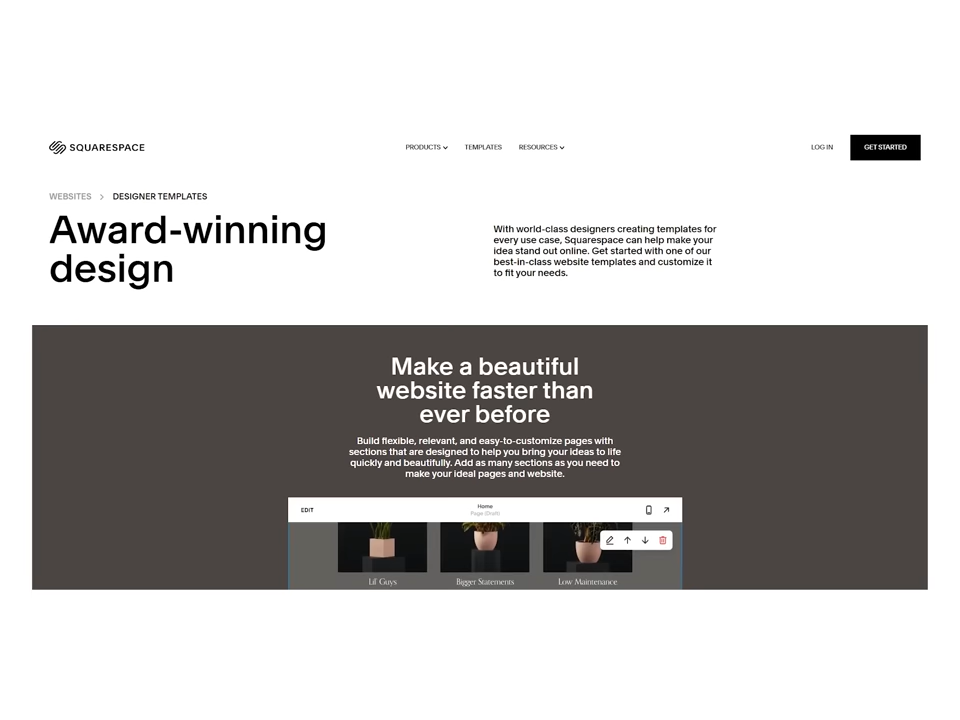 SQUARESPACE
PRODUCTS
TEMPLATES
RESOURCES
LOG IN
GET STARTED
WEBSITES > DESIGNER TEMPLATES
Award-winning
design
With world-class designers creating templates for
every use case, Squarespace can help make your
idea stand out online. Get started with one of our
best-in-class website templates and customize it
to fit your needs.
Make a beautiful
website faster than
ever before
Build flexible, relevant, and easy-to-customize pages with
sections that are designed to help you bring your ideas to life
quickly and beautifully. Add as many sections as you need to
make your ideal pages and website.
EDIT
Home
Page (Draft)
Lil' Guys
Bigger Statements
Low Maintenance